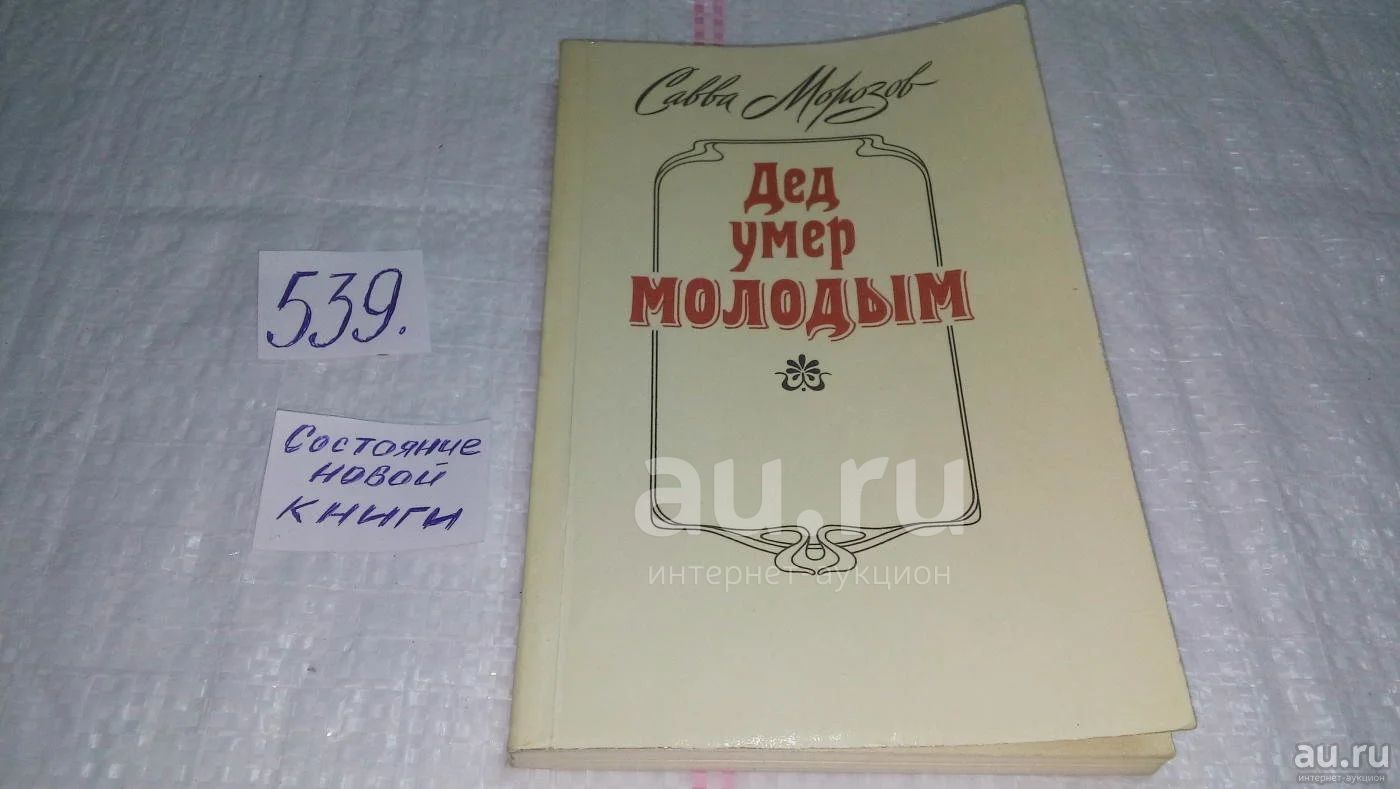 Савва Морозов
Дед
умер
молодым
539.
Состояние
новой
книги
au.ru
интернет-аукцион
au.ru
интернет-аукцион